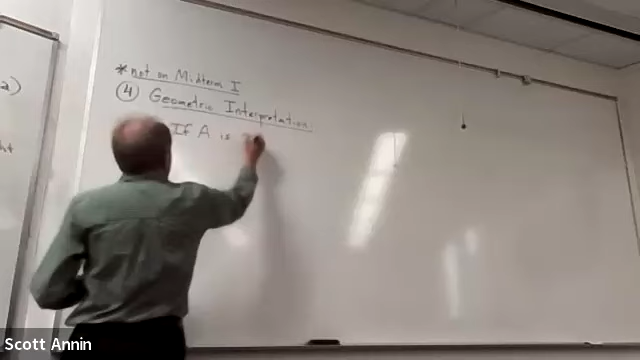 a)
* not on Midterm I
④ Geometric Interpretation:
If A is
Scott Annin